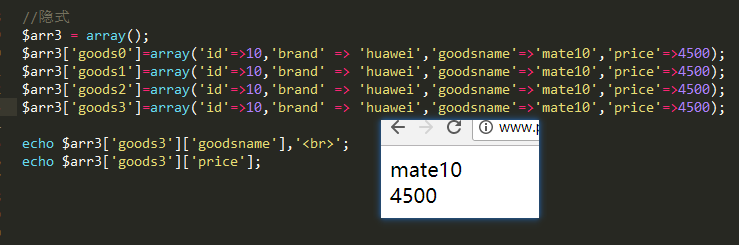 //隐式
$arr3 = array();
$arr3['goods0']=array('id'=>10,'brand' => 'huawei','goodsname'=>'mate10','price'=>4500);
$arr3['goods1']=array('id'=>10,'brand' => 'huawei','goodsname'=>'mate10','price'=>4500);
$arr3['goods2']=array('id'=>10,'brand' => 'huawei','goodsname'=>'mate10','price'=>4500);
$arr3['goods3']=array('id'=>10,'brand' => 'huawei','goodsname'=>'mate10','price'=>4500);
echo $arr3['goods3']['goodsname'],'<br>';
echo $arr3['goods3']['price'];
www.p
mate10
4500